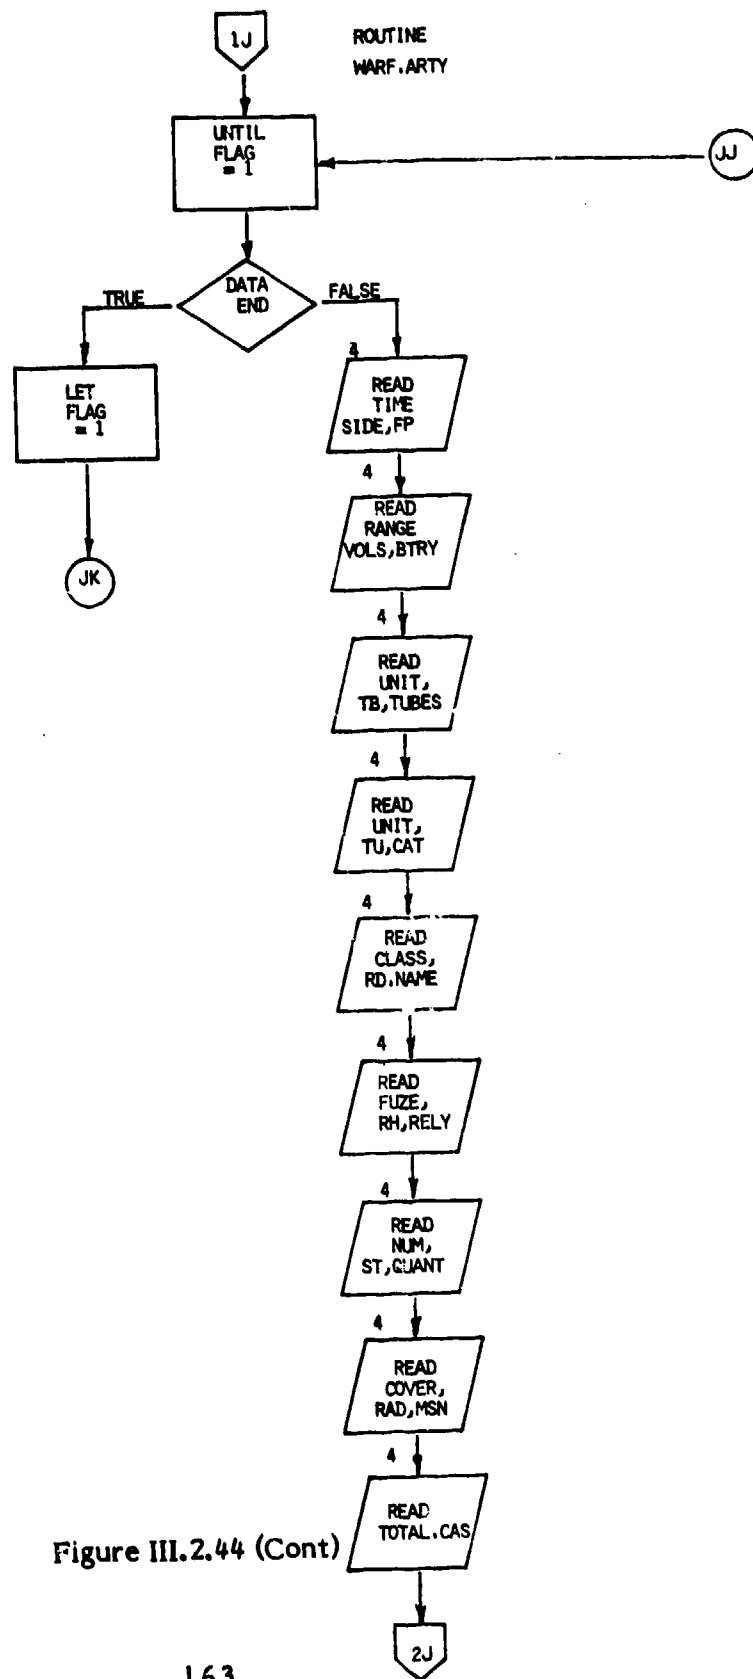 1J
ROUTINE
WARF.ARTY
UNTIL
FLAG
= 1
JJ
DATA
END
TRUE
FALSE
LET
FLAG
= 1
JK
4
READ
TIME
SIDE,FP
4
READ
RANGE
VOLS,BTRY
4
READ
UNIT,
TB,TUBES
4
READ
UNIT,
TU,CAT
4
READ
CLASS,
RD.NAME
4
READ
FUZE,
RH,RELY
4
READ
NUM,
ST,QUANT
4
READ
COVER,
RAD,MSN
4
READ
TOTAL.CAS
Figure III.2.44 (Cont)
2J
163